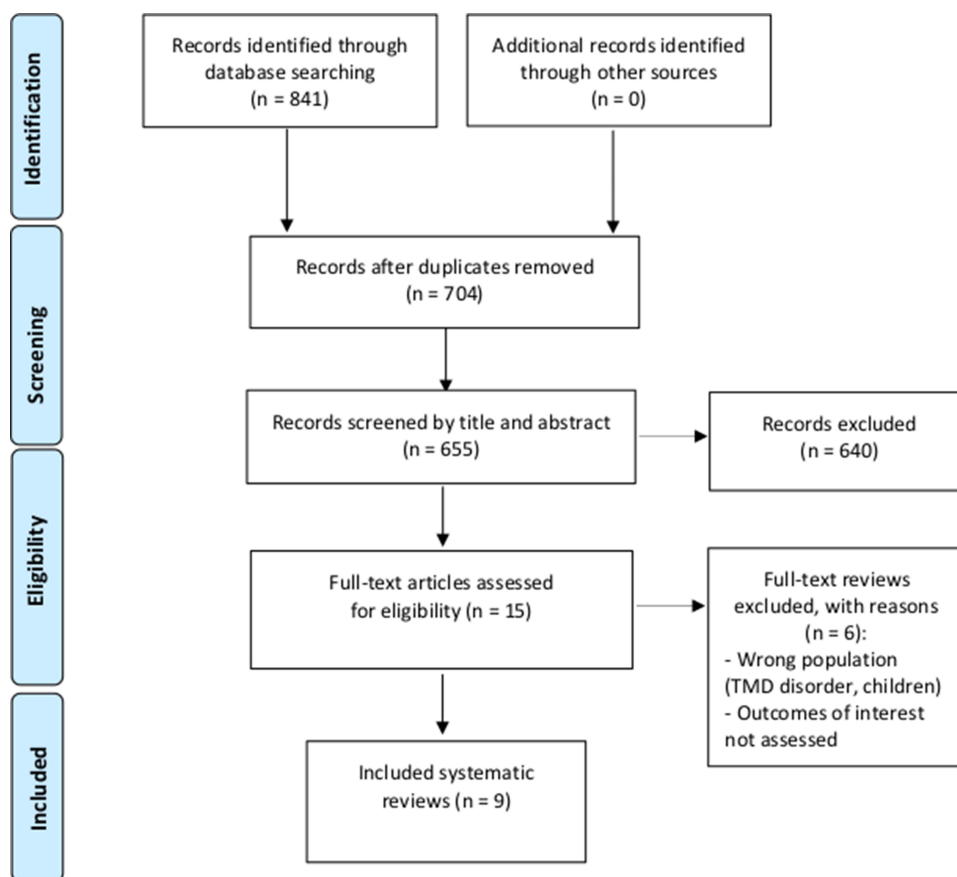 Identification
Records identified through
database searching
(n = 841)
Additional records identified
through other sources
(n = 0)
Screening
Records after duplicates removed
(n = 704)
Records screened by title and abstract
(n = 655)
Records excluded
(n = 640)
Eligibility
Full-text articles assessed
for eligibility (n = 15)
Full-text reviews
excluded, with reasons
(n = 6):
- Wrong population
(TMD disorder, children)
- Outcomes of interest
not assessed
Included
Included systematic
reviews (n = 9)